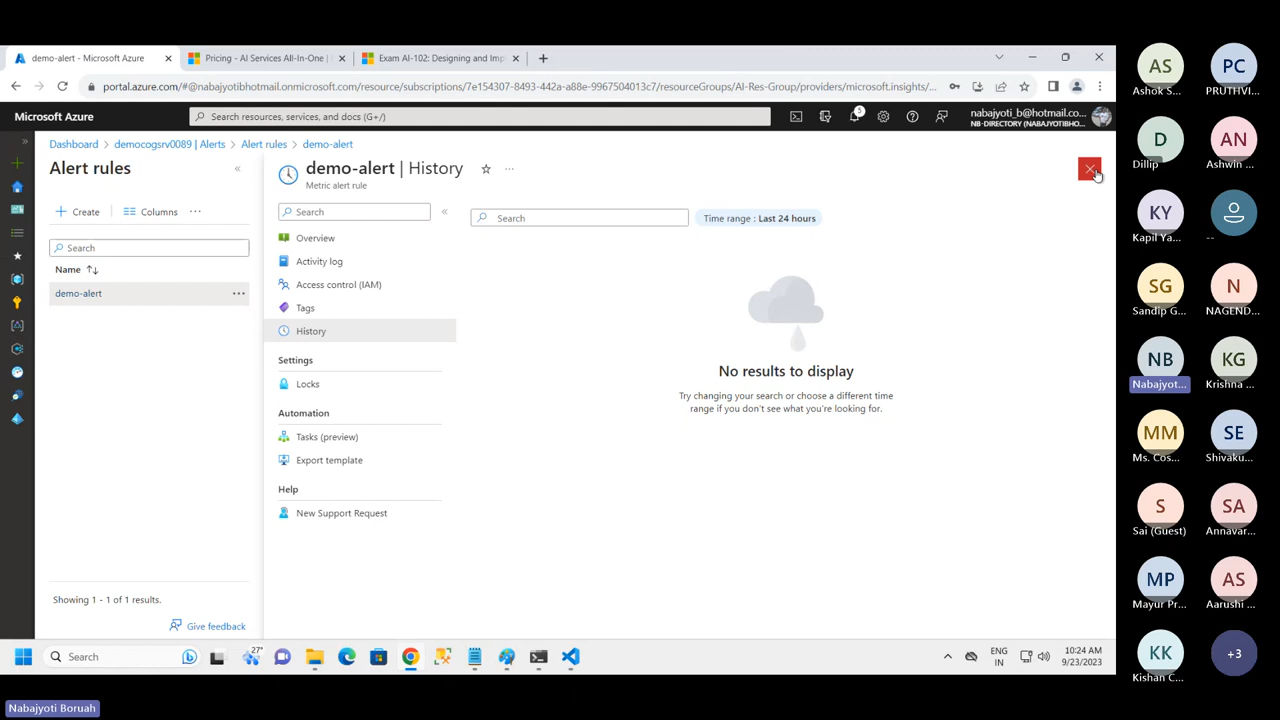 demo-alert - Microsoft Azure
Pricing - AI Services All-In-One |
Exam AI-102: Designing and Imp
portal.azure.com/#@nabajyotibhotmail.onmicrosoft.com/resource/subscriptions/7e154307-8493-442a-a88e-9967504013c7/resourceGroups/AI-Res-Group/providers/microsoft.insights/...
Microsoft Azure
Search resources, services, and docs (G+/)
5
nabajyoti_b@hotmail.co...
NB-DIRECTORY (NABAJYOTIBHO...
Dashboard > democogsrv0089 | Alerts > Alert rules > demo-alert
Alert rules
Create
Columns
Search
Name
demo-alert
Showing 1 - 1 of 1 results.
Give feedback
demo-alert | History
Metric alert rule
Search
Overview
Activity log
Access control (IAM)
Tags
History
Settings
Locks
Automation
Tasks (preview)
Export template
Help
New Support Request
Search
Time range : Last 24 hours
No results to display
Try changing your search or choose a different time
range if you don't see what you're looking for.
Search
27°
ENG
IN
10:24 AM
9/23/2023
AS
Ashok S...
PC
PRUTHVI...
D
Dillip
AN
Ashwin ...
KY
Kapil Ya...
--
SG
Sandip G...
N
NAGEND...
NB
Nabajyot...
KG
Krishna ...
MM
Ms. Cos...
SE
Shivaku...
S
Sai (Guest)
SA
Annavar...
MP
Mayur Pr...
AS
Aarushi ...
KK
Kishan C...
+3
Nabajyoti Boruah